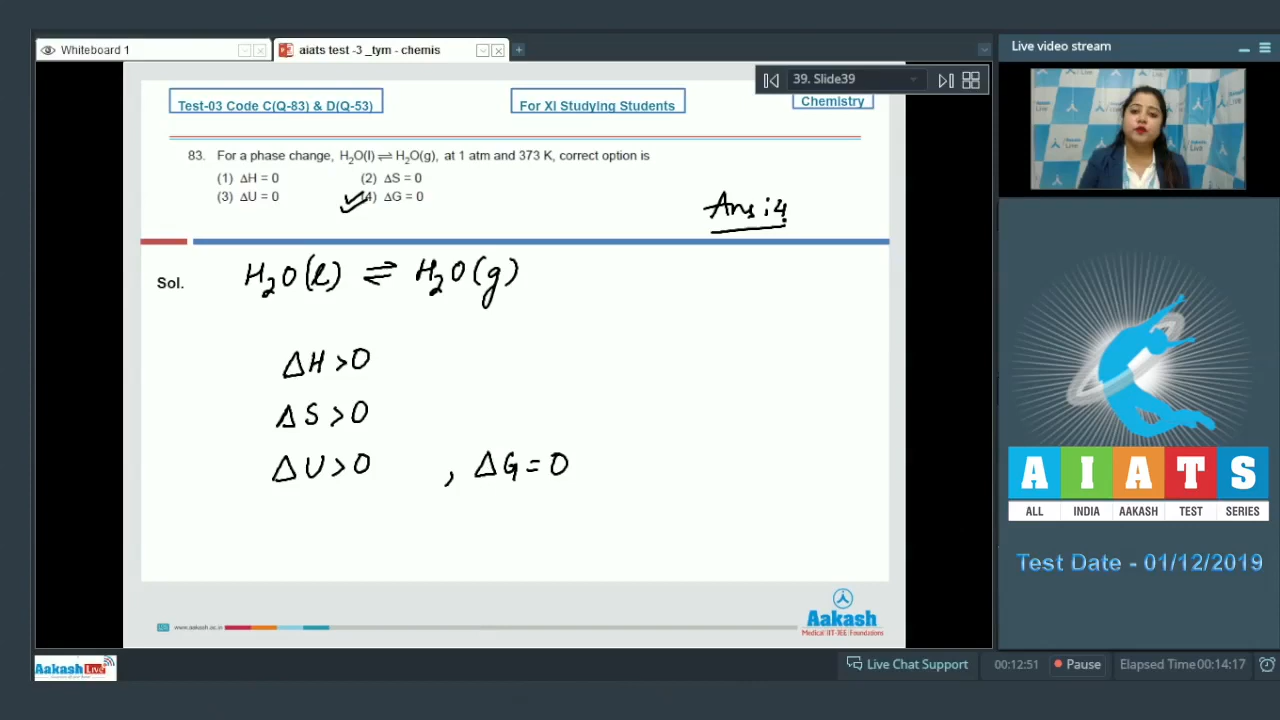 Whiteboard 1
aiats test -3 _tym - chemis
Live video stream
39. Slide39
Test-03 Code C(Q-83) & D(Q-53)
For XI Studying Students
Chemistry
83. For a phase change, H₂O(l) ⇌ H₂O(g), at 1 atm and 373 K, correct option is
(1) ΔH = 0 (2) ΔS = 0
(3) ΔU = 0 (4) ΔG = 0
Ans : 4
Sol. H₂O(l) ⇌ H₂O(g)
ΔH > 0
ΔS > 0
ΔU > 0 , ΔG = 0
www.aakash.ac.in
Aakash
Medical | IIT-JEE | Foundations
Aakash Live
A I A T S
ALL INDIA AAKASH TEST SERIES
Test Date - 01/12/2019
Live Chat Support
00:12:51
Pause
Elapsed Time 00:14:17